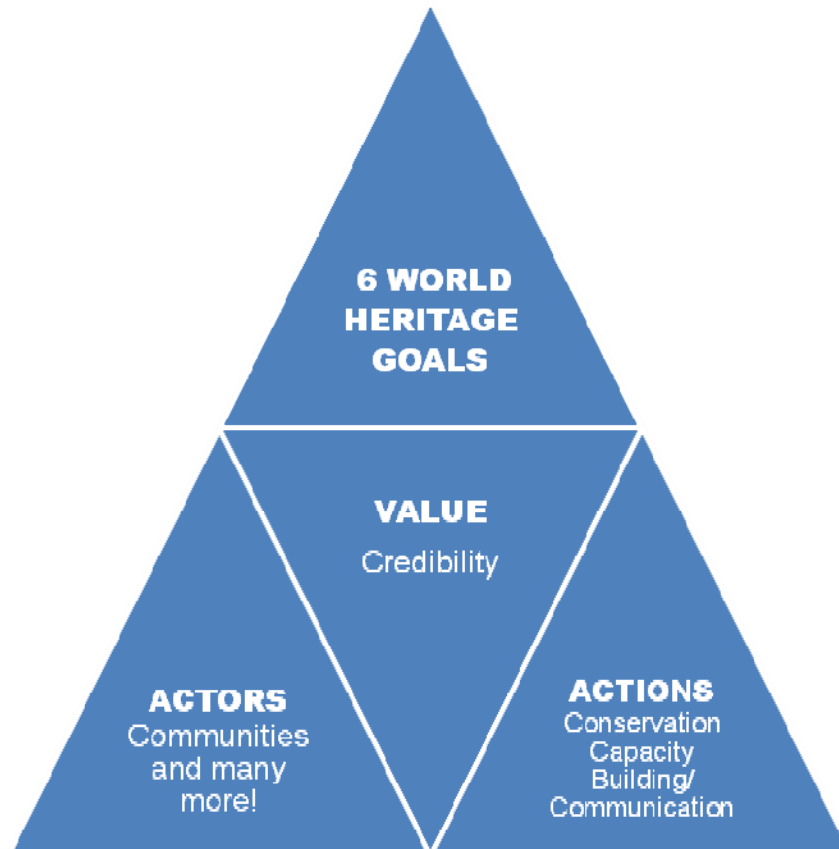 6 WORLD
HERITAGE
GOALS
VALUE
Credibility
ACTORS
Communities
and many
more!
ACTIONS
Conservation
Capacity
Building/
Communication